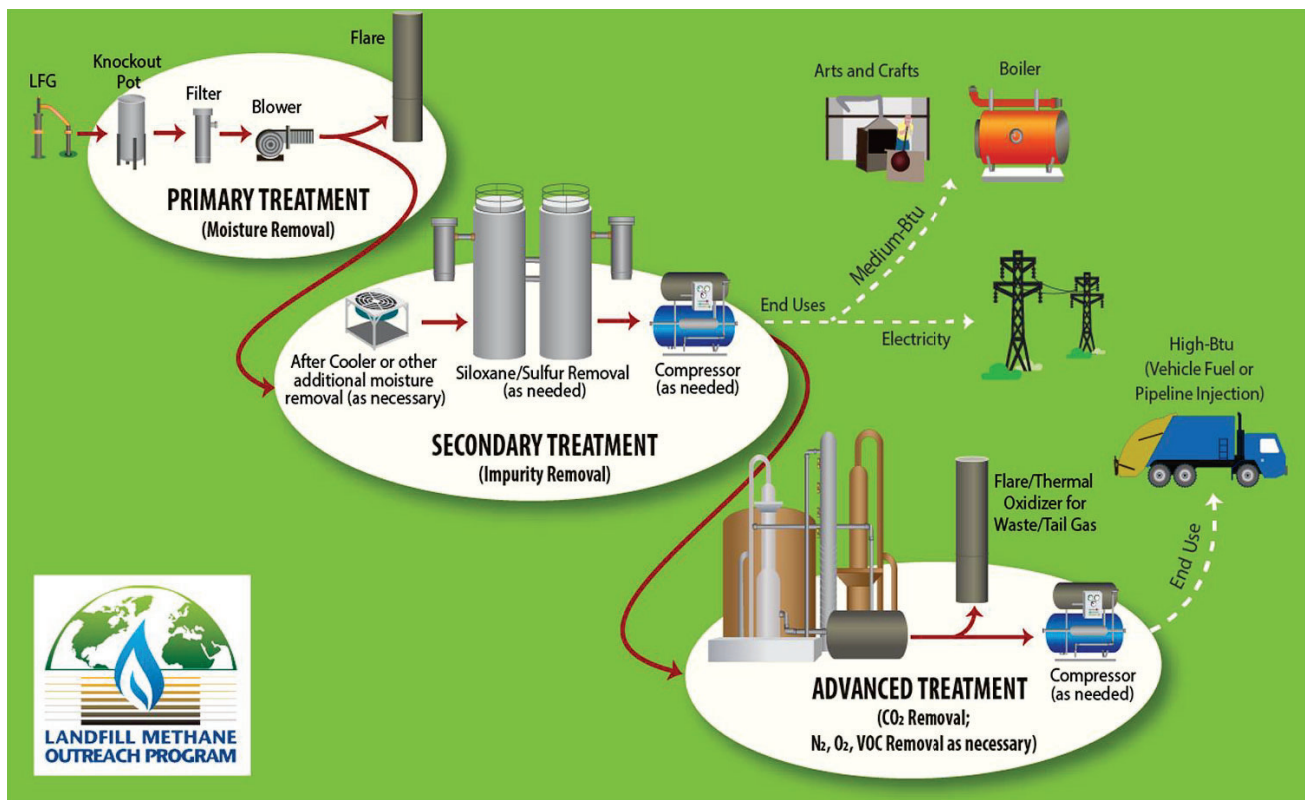 LFG
Knockout
Pot
Filter
Blower
Flare
PRIMARY TREATMENT
(Moisture Removal)
Arts and Crafts
Boiler
Medium-Btu
End Uses
Electricity
After Cooler or other
additional moisture
removal (as necessary)
Siloxane/Sulfur Removal
(as needed)
Compressor
(as needed)
SECONDARY TREATMENT
(Impurity Removal)
High-Btu
(Vehicle Fuel or
Pipeline Injection)
End Use
Flare/Thermal
Oxidizer for
Waste/Tail Gas
Compressor
(as needed)
ADVANCED TREATMENT
(CO₂ Removal;
N₂, O₂, VOC Removal as necessary)
LANDFILL METHANE
OUTREACH PROGRAM